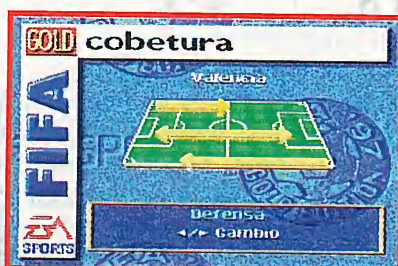 GOLD cobetura
Valencia
FIFA
Defensa
◄/► Cambio
EA
SPORTS